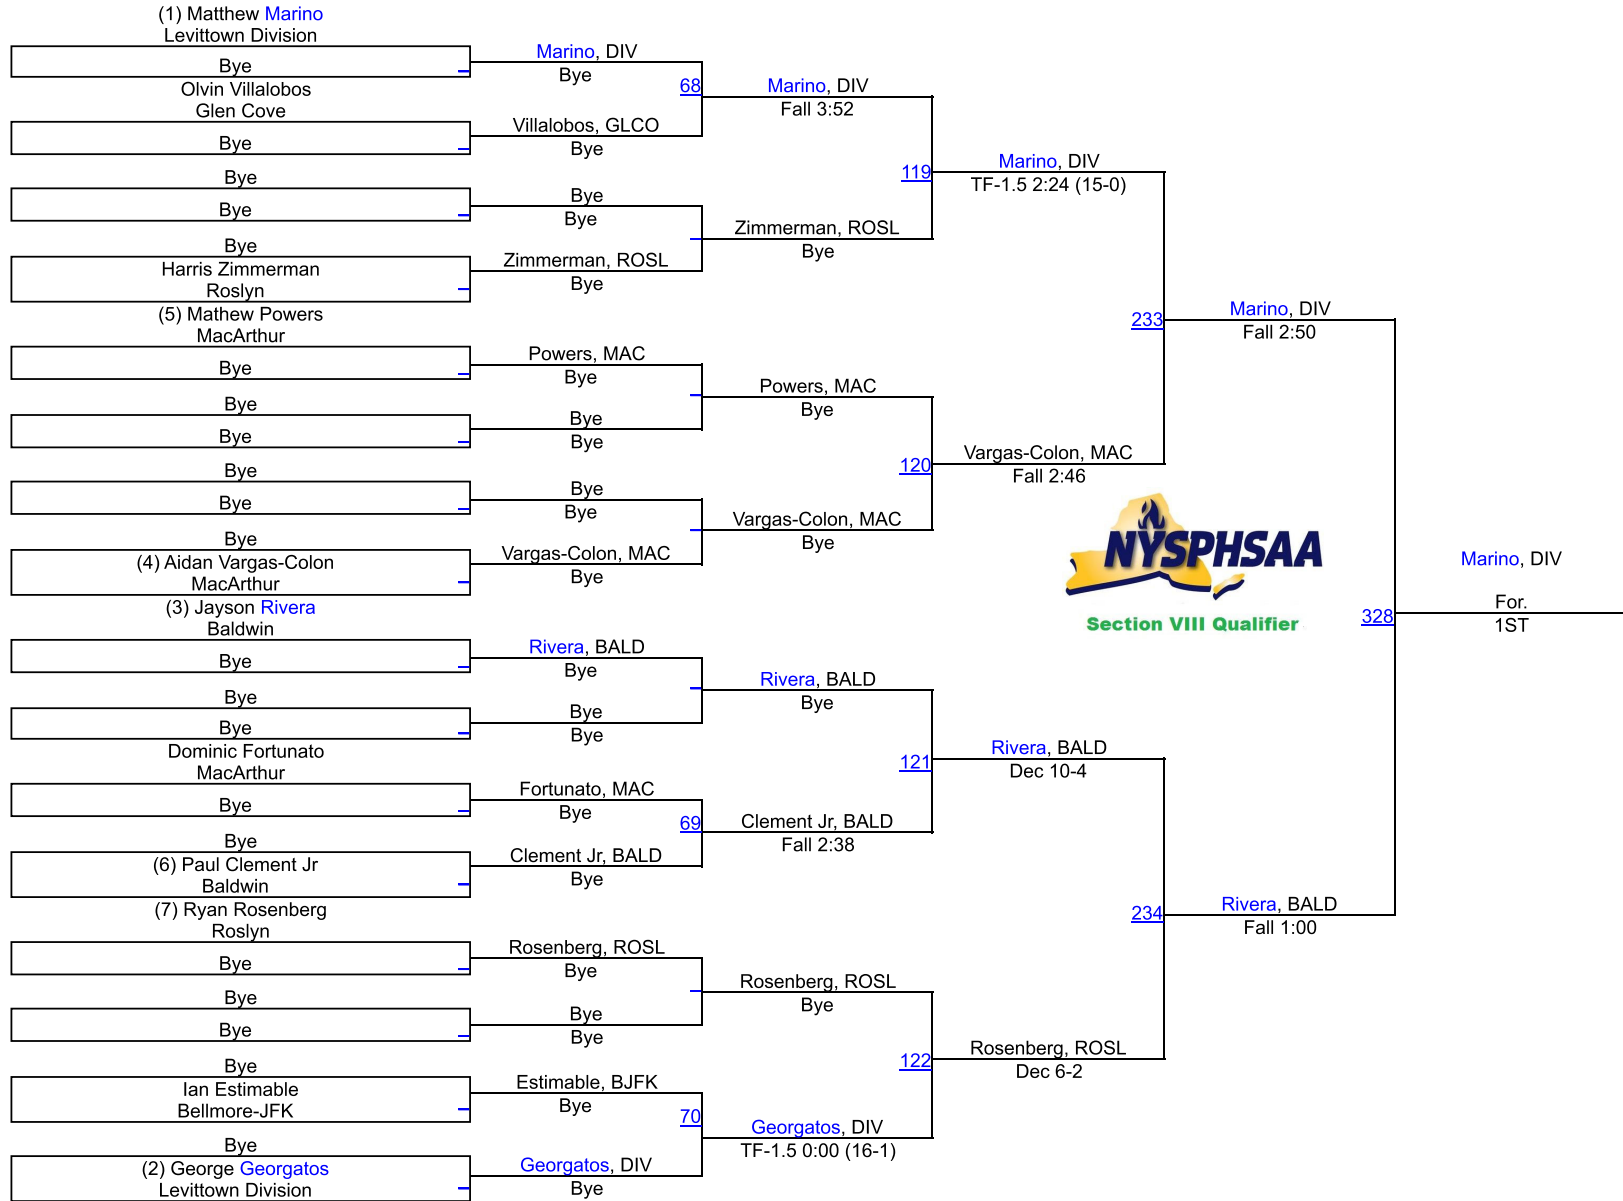 (1) Matthew Marino
Levittown Division
Bye
Olvin Villalobos
Glen Cove
Bye
Bye
Bye
Bye
Harris Zimmerman
Roslyn
(5) Mathew Powers
MacArthur
Bye
Bye
Bye
Bye
Bye
Bye
(4) Aidan Vargas-Colon
MacArthur
(3) Jayson Rivera
Baldwin
Bye
Bye
Bye
Dominic Fortunato
MacArthur
Bye
Bye
(6) Paul Clement Jr
Baldwin
(7) Ryan Rosenberg
Roslyn
Bye
Bye
Bye
Bye
Ian Estimable
Bellmore-JFK
Bye
(2) George Georgatos
Levittown Division
Marino, DIV
Bye
68
Villalobos, GLCO
Bye
Bye
Bye
Zimmerman, ROSL
Bye
Powers, MAC
Bye
Bye
Bye
Bye
Bye
Vargas-Colon, MAC
Bye
Rivera, BALD
Bye
Bye
Bye
Fortunato, MAC
Bye
69
Clement Jr, BALD
Bye
Rosenberg, ROSL
Bye
Bye
Bye
Estimable, BJFK
Bye
70
Georgatos, DIV
Bye
Marino, DIV
Fall 3:52
119
Zimmerman, ROSL
Bye
Powers, MAC
Bye
120
Vargas-Colon, MAC
Bye
Rivera, BALD
Bye
121
Clement Jr, BALD
Fall 2:38
Rosenberg, ROSL
Bye
122
Georgatos, DIV
TF-1.5 0:00 (16-1)
Marino, DIV
TF-1.5 2:24 (15-0)
233
Vargas-Colon, MAC
Fall 2:46
Rivera, BALD
Dec 10-4
234
Rosenberg, ROSL
Dec 6-2
Marino, DIV
Fall 2:50
NYSPHSAA
Section VIII Qualifier
328
Rivera, BALD
Fall 1:00
Marino, DIV
For.
1ST